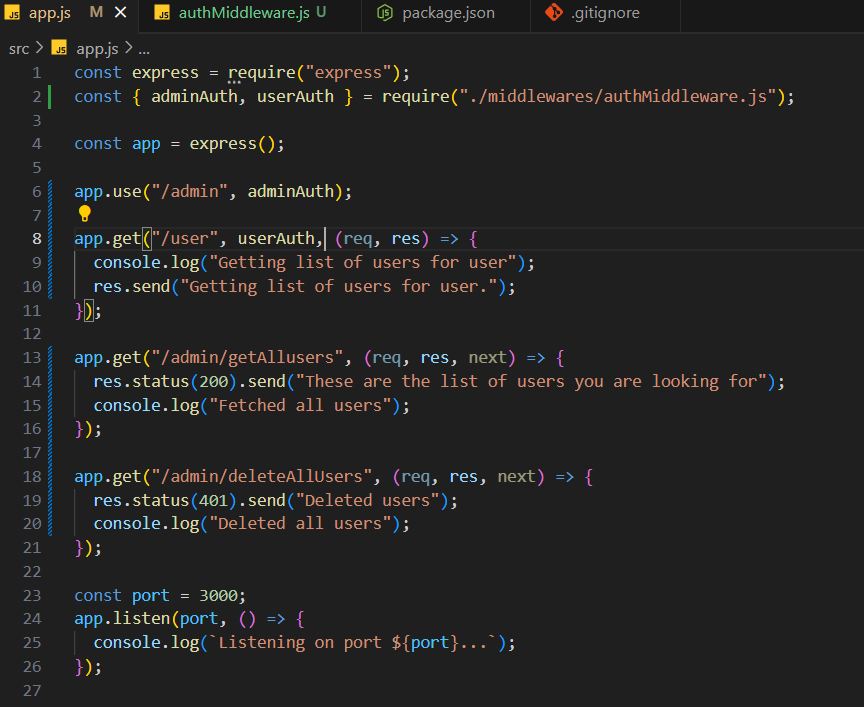 JS app.js M × JS authMiddleware.js U package.json .gitignore
src > JS app.js > ...
1 const express = require("express");
2 const { adminAuth, userAuth } = require("./middlewares/authMiddleware.js");
3
4 const app = express();
5
6 app.use("/admin", adminAuth);
7
8 app.get("/user", userAuth, (req, res) => {
9 console.log("Getting list of users for user");
10 res.send("Getting list of users for user.");
11 });
12
13 app.get("/admin/getAllusers", (req, res, next) => {
14 res.status(200).send("These are the list of users you are looking for");
15 console.log("Fetched all users");
16 });
17
18 app.get("/admin/deleteAllUsers", (req, res, next) => {
19 res.status(401).send("Deleted users");
20 console.log("Deleted all users");
21 });
22
23 const port = 3000;
24 app.listen(port, () => {
25 console.log(`Listening on port ${port}...`);
26 });
27